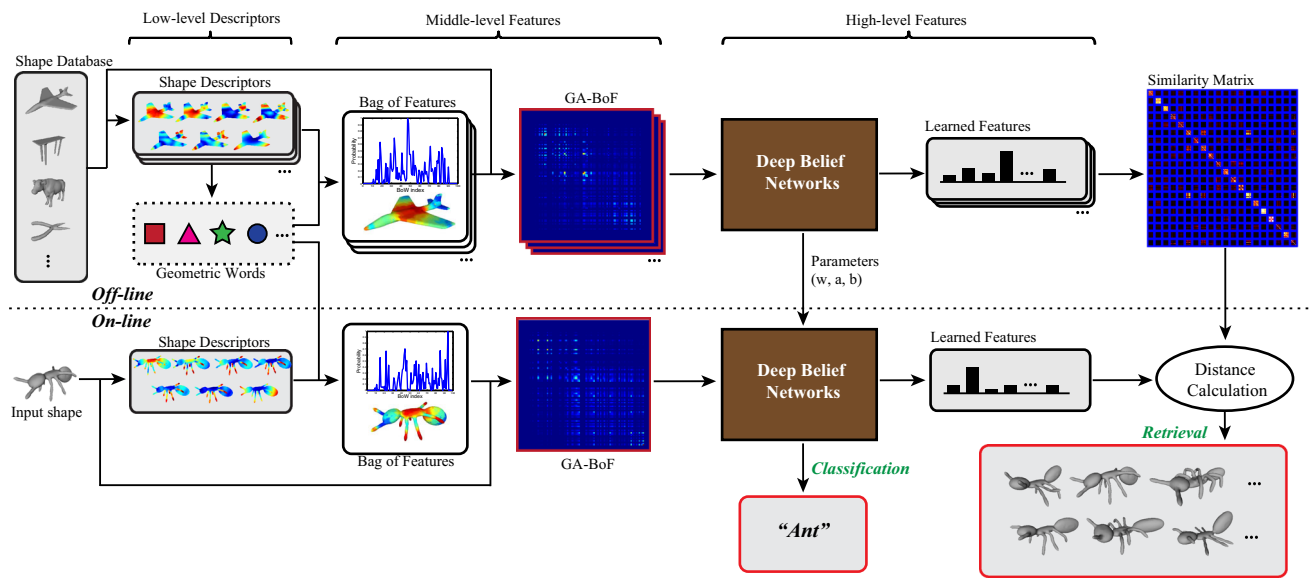 Low-level Descriptors
Middle-level Features
High-level Features
Shape Database
Shape Descriptors
...
Geometric Words
...
Bag of Features
Probability
BoW index
...
GA-BoF
...
Deep Belief
Networks
Learned Features
...
...
Similarity Matrix
Parameters
(w, a, b)
Off-line
On-line
Input shape
Shape Descriptors
Probability
BoW index
Bag of Features
GA-BoF
Deep Belief
Networks
Learned Features
...
Distance
Calculation
Classification
"Ant"
Retrieval
...
...